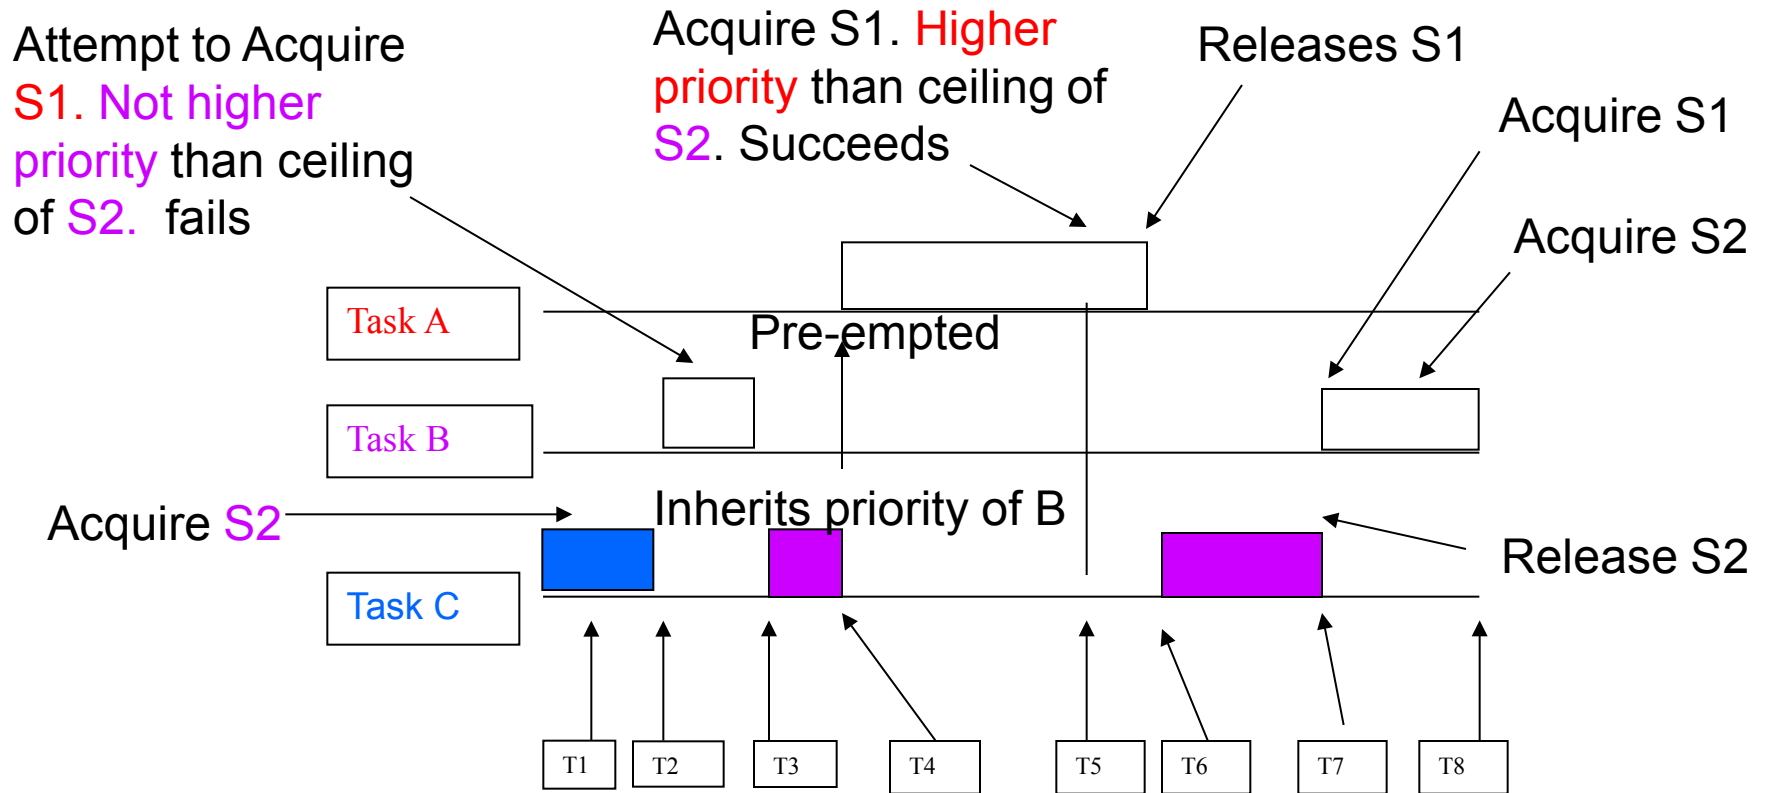 Attempt to Acquire
S1. Not higher
priority than ceiling
of S2. fails
Acquire S1. Higher
priority than ceiling of
S2. Succeeds
Releases S1
Acquire S1
Acquire S2
Task A
Pre-empted
Task B
Acquire S2
Inherits priority of B
Release S2
Task C
T1
T2
T3
T4
T5
T6
T7
T8